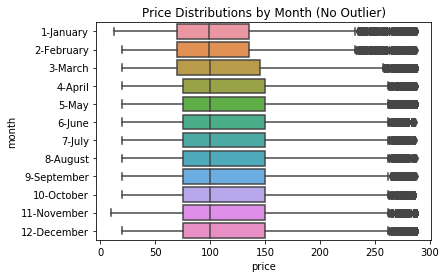 Price Distributions by Month (No Outlier)
1-January
2-February
3-March
4-April
5-May
6-June
7-July
8-August
9-September
10-October
11-November
12-December
month
0 50 100 150 200 250 300
price